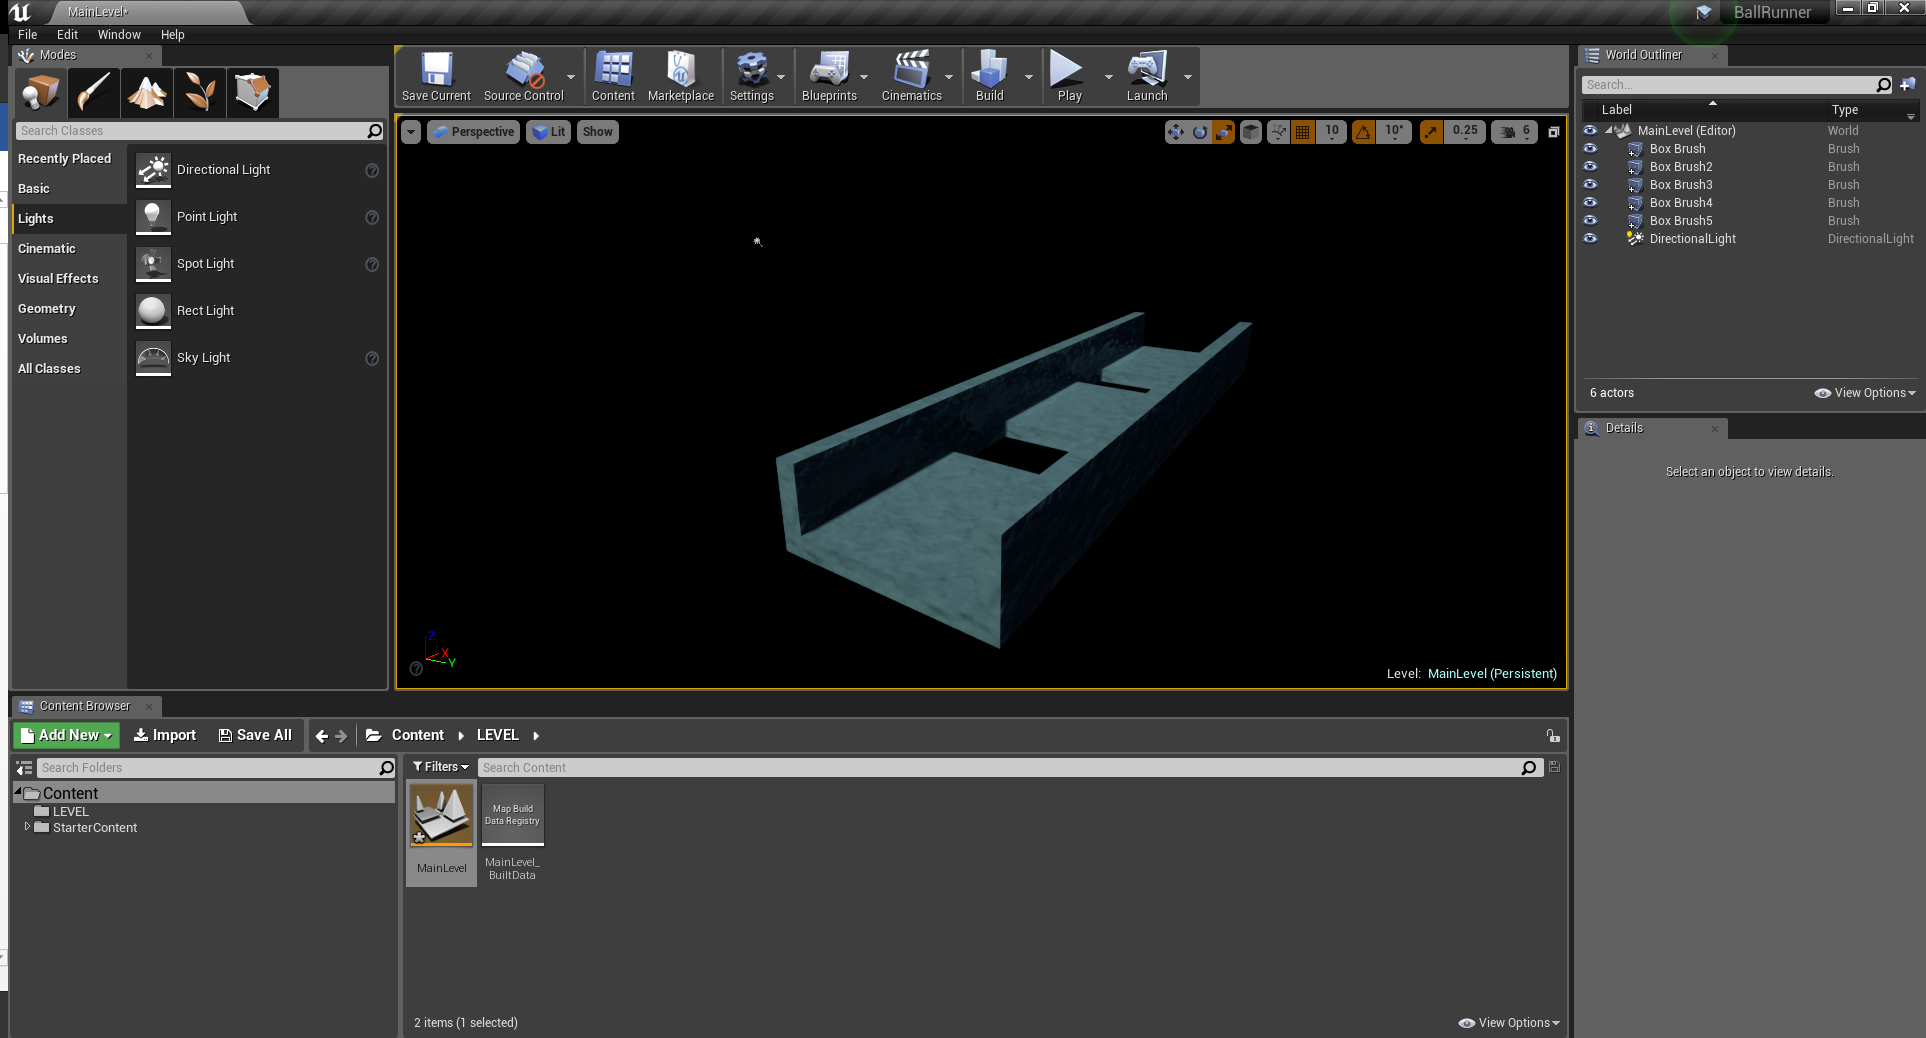 MainLevel*
BallRunner
File Edit Window Help
Modes
Search Classes
Recently Placed
Basic
Lights
Cinematic
Visual Effects
Geometry
Volumes
All Classes
Directional Light
Point Light
Spot Light
Rect Light
Sky Light
Save Current
Source Control
Content
Marketplace
Settings
Blueprints
Cinematics
Build
Play
Launch
Perspective Lit Show
10 10° 0.25 6
Z
X
Y
Level: MainLevel (Persistent)
World Outliner
Search...
Label Type
MainLevel (Editor) World
Box Brush Brush
Box Brush2 Brush
Box Brush3 Brush
Box Brush4 Brush
Box Brush5 Brush
DirectionalLight DirectionalLight
6 actors View Options
Details
Select an object to view details.
Content Browser
Add New Import Save All Content LEVEL
Search Folders
Content
LEVEL
StarterContent
Filters Search Content
Map Build
Data Registry
MainLevel
MainLevel_
BuiltData
2 items (1 selected) View Options